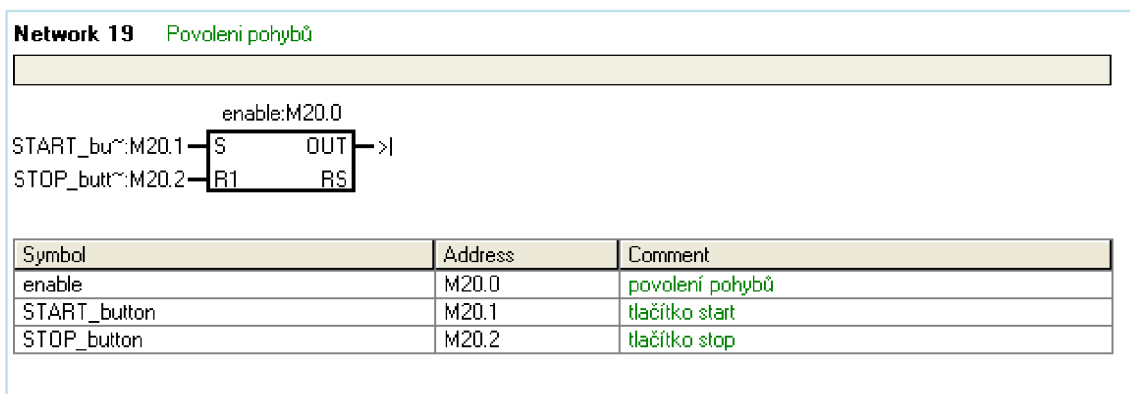 Network 19 Povoleni pohybů
enable:M20.0
START_bu~:M20.1 S OUT >|
STOP_butt~:M20.2 R1 RS
Symbol Address Comment
enable M20.0 povolení pohybů
START_button M20.1 tlačítko start
STOP_button M20.2 tlačítko stop